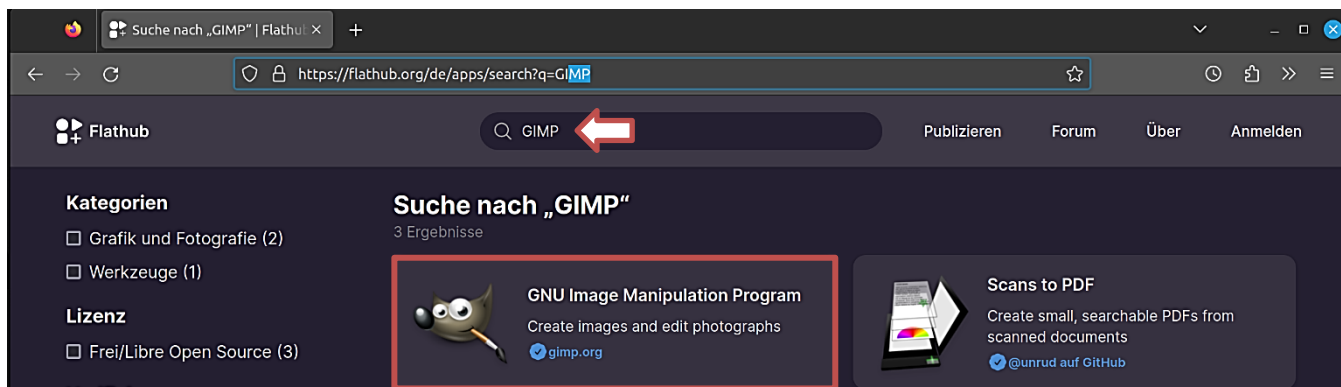 Suche nach „GIMP“ | Flathub
https://flathub.org/de/apps/search?q=GIMP
Flathub
GIMP
Publizieren
Forum
Über
Anmelden
Kategorien
Grafik und Fotografie (2)
Werkzeuge (1)
Lizenz
Frei/Libre Open Source (3)
Suche nach „GIMP“
3 Ergebnisse
GNU Image Manipulation Program
Create images and edit photographs
gimp.org
Scans to PDF
Create small, searchable PDFs from
scanned documents
@unrud auf GitHub